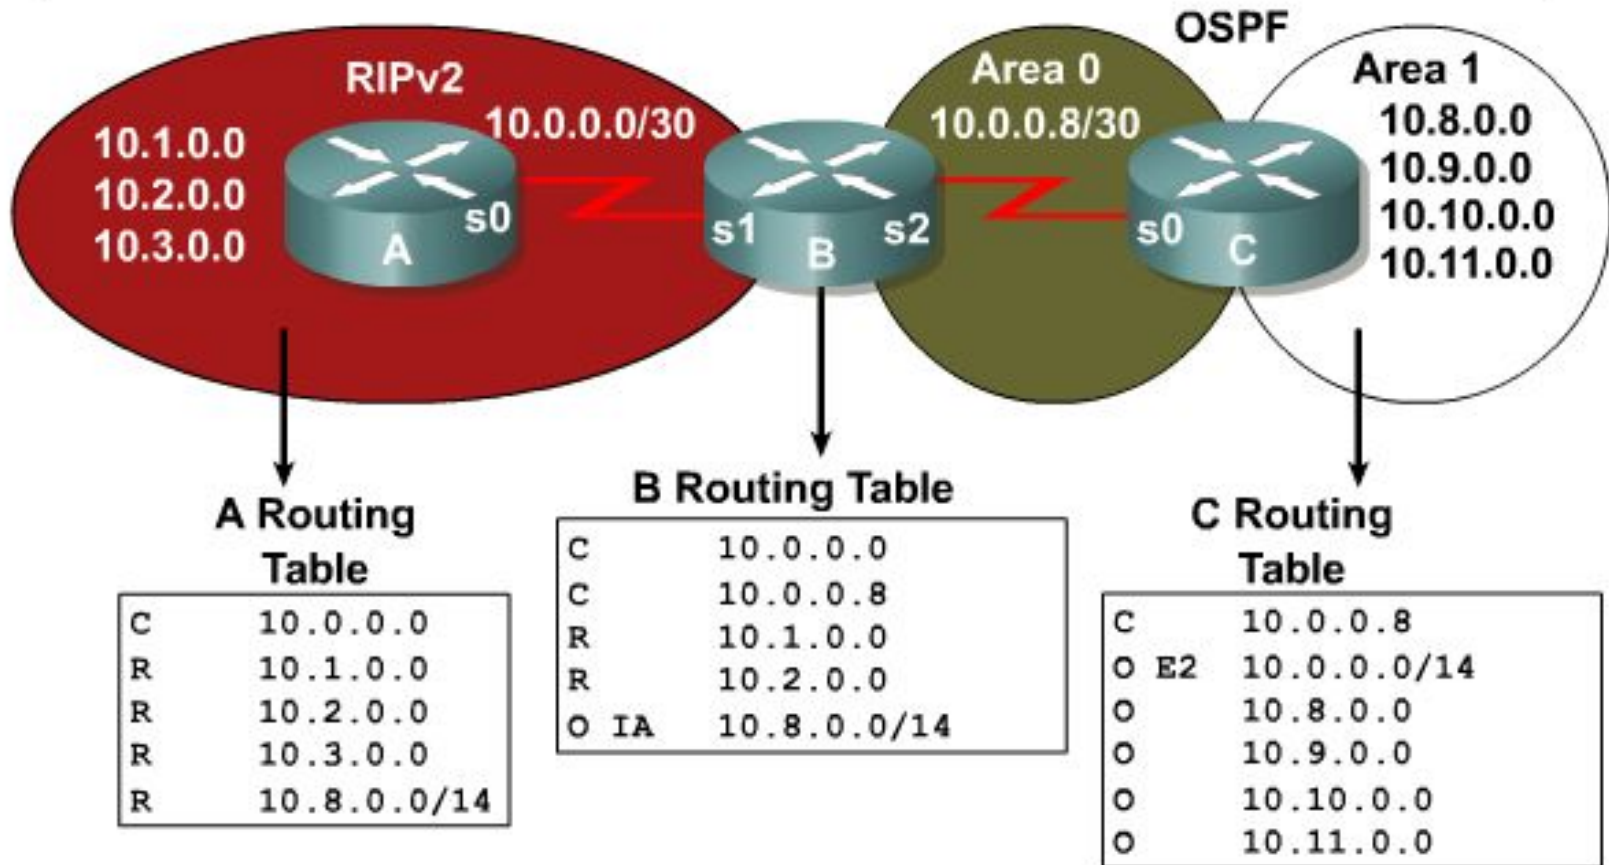 OSPF
RIPv2
10.1.0.0
10.2.0.0
10.3.0.0
A
s0
10.0.0.0/30
s1
B
s2
Area 0
10.0.0.8/30
s0
C
Area 1
10.8.0.0
10.9.0.0
10.10.0.0
10.11.0.0
A Routing
Table
C 10.0.0.0
R 10.1.0.0
R 10.2.0.0
R 10.3.0.0
R 10.8.0.0/14
B Routing Table
C 10.0.0.0
C 10.0.0.8
R 10.1.0.0
R 10.2.0.0
O IA 10.8.0.0/14
C Routing
Table
C 10.0.0.8
O E2 10.0.0.0/14
O 10.8.0.0
O 10.9.0.0
O 10.10.0.0
O 10.11.0.0